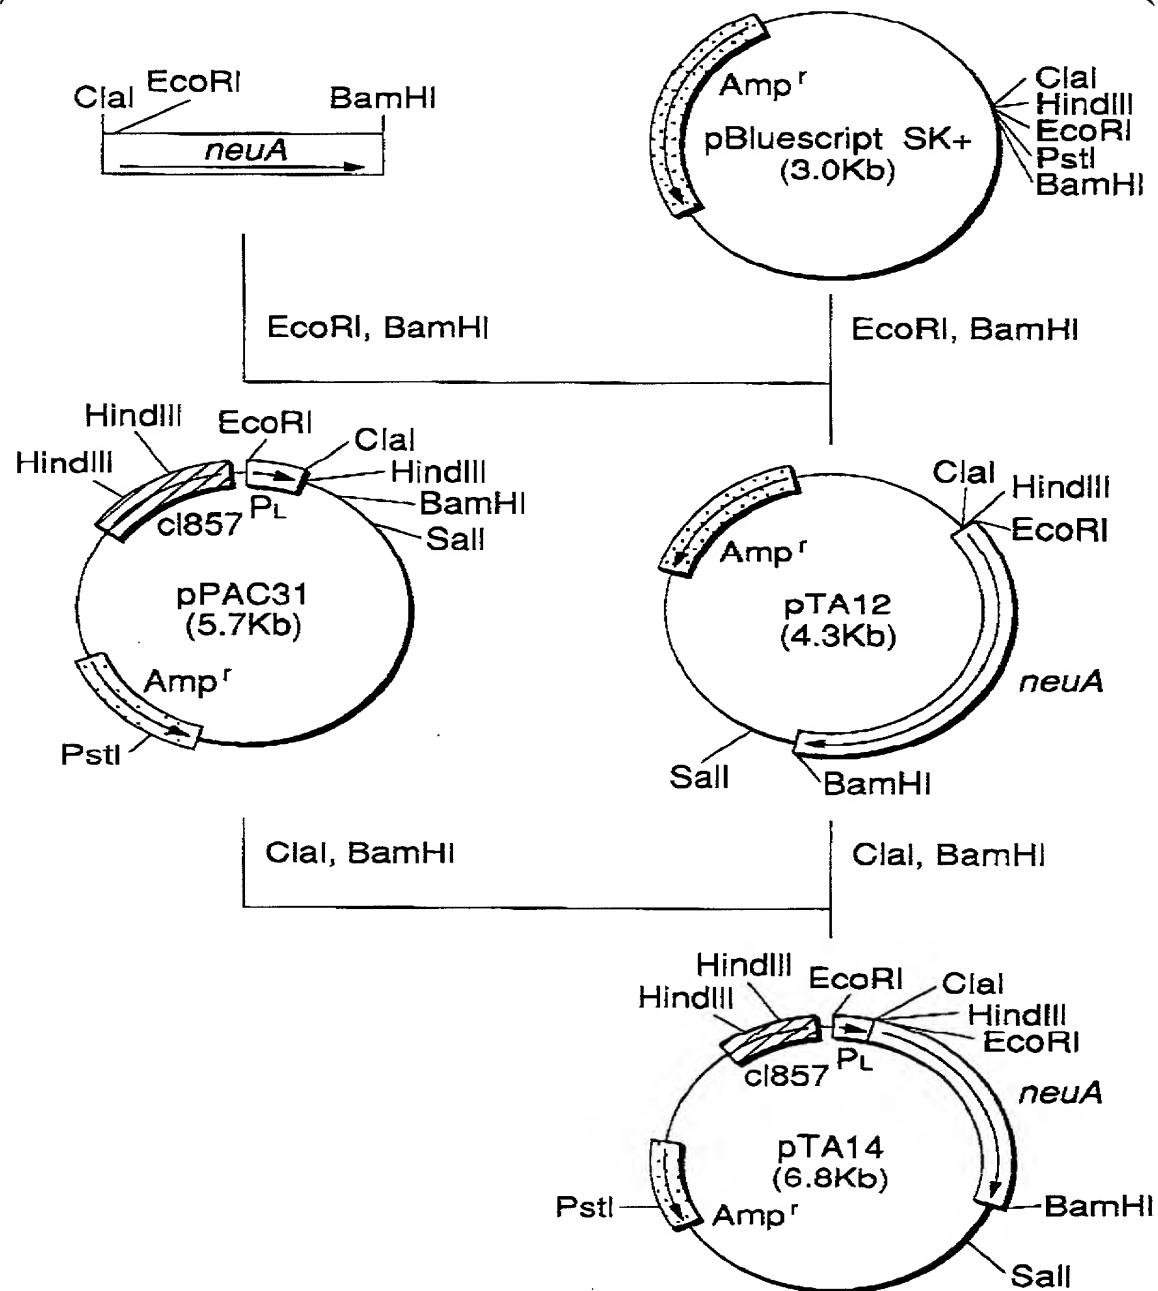 ClaI
EcoRI
BamHI
neuA
Amp r
pBluescript SK+
(3.0Kb)
ClaI
HindIII
EcoRI
PstI
BamHI
EcoRI, BamHI
EcoRI, BamHI
HindIII
HindIII
EcoRI
ClaI
HindIII
BamHI
SalI
PL
cI857
pPAC31
(5.7Kb)
Amp r
PstI
ClaI
HindIII
EcoRI
Amp r
pTA12
(4.3Kb)
neuA
SalI
BamHI
ClaI, BamHI
ClaI, BamHI
HindIII
HindIII
EcoRI
ClaI
HindIII
EcoRI
PL
cI857
neuA
pTA14
(6.8Kb)
PstI
Amp r
BamHI
SalI